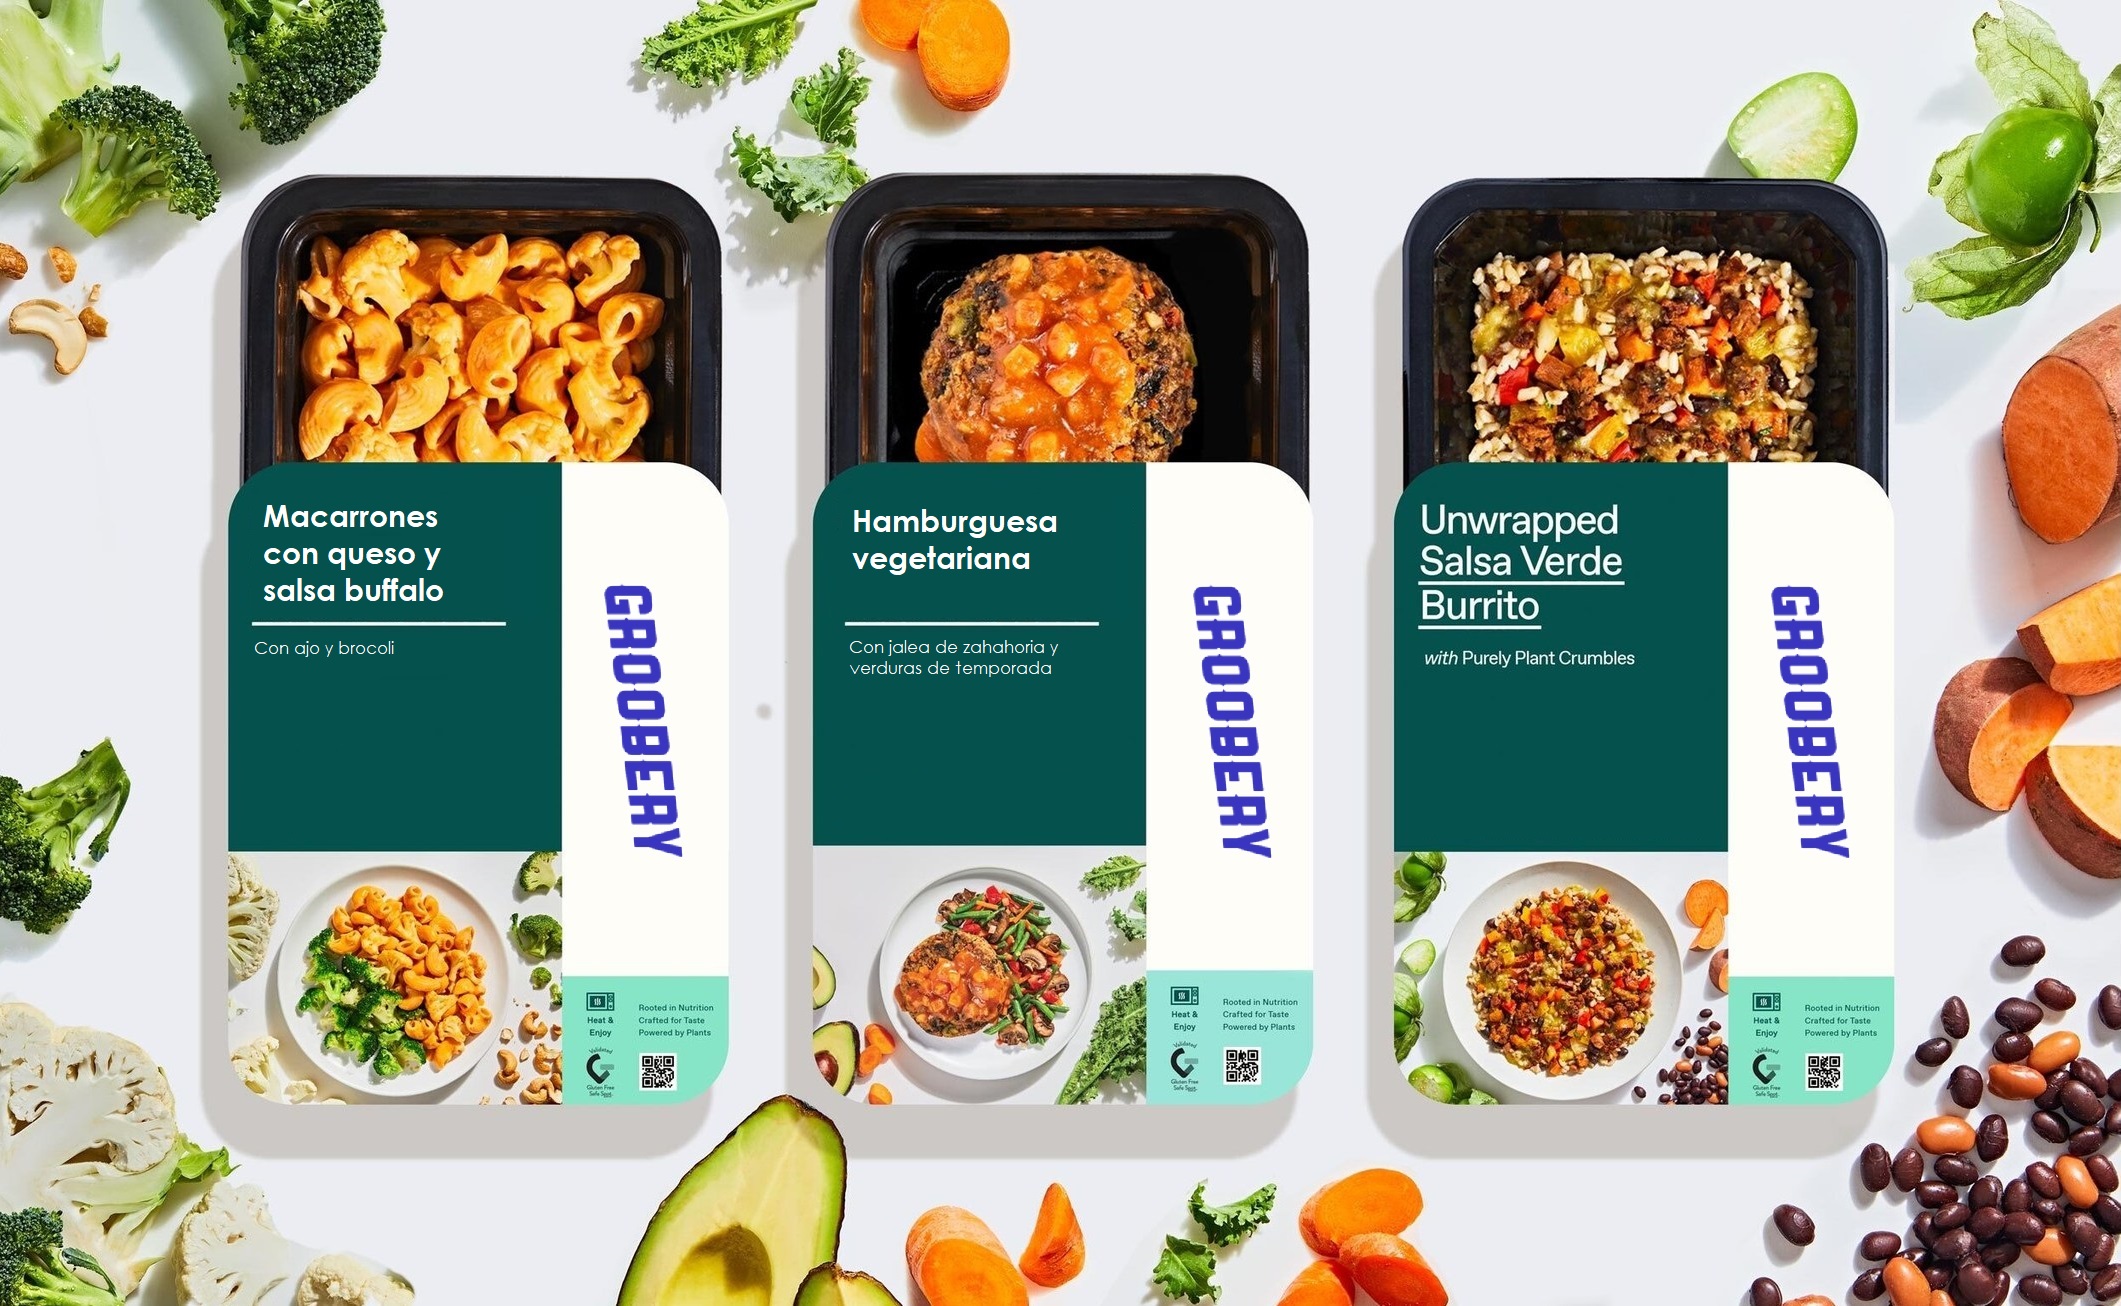 Macarrones
con queso y
salsa buffalo
Con ajo y brocoli
GROOBERY
Heat &
Enjoy
Rooted in Nutrition
Crafted for Taste
Powered by Plants
Validated
Gluten Free
Safe Spot
Hamburguesa
vegetariana
Con jalea de zahahoria y
verduras de temporada
GROOBERY
Heat &
Enjoy
Rooted in Nutrition
Crafted for Taste
Powered by Plants
Validated
Gluten Free
Safe Spot
Unwrapped
Salsa Verde
Burrito
with Purely Plant Crumbles
GROOBERY
Heat &
Enjoy
Rooted in Nutrition
Crafted for Taste
Powered by Plants
Validated
Gluten Free
Safe Spot